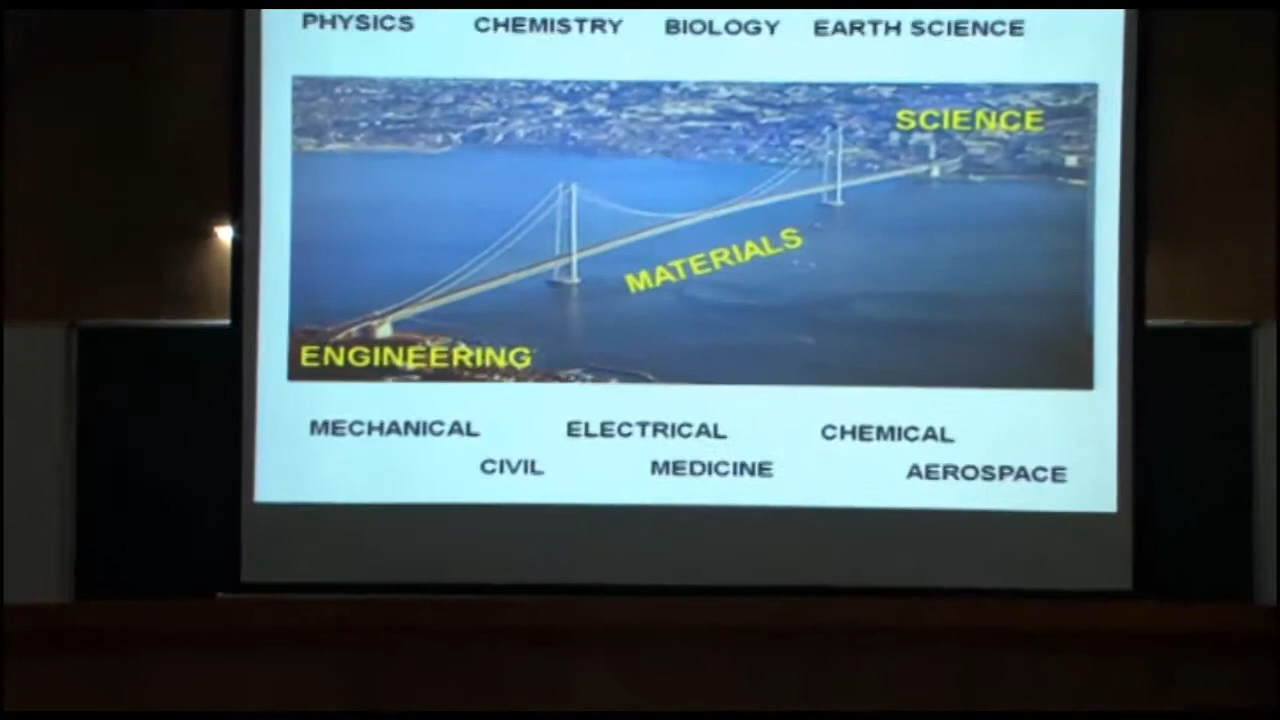 PHYSICS CHEMISTRY BIOLOGY EARTH SCIENCE
SCIENCE
MATERIALS
ENGINEERING
MECHANICAL ELECTRICAL CHEMICAL
CIVIL MEDICINE AEROSPACE